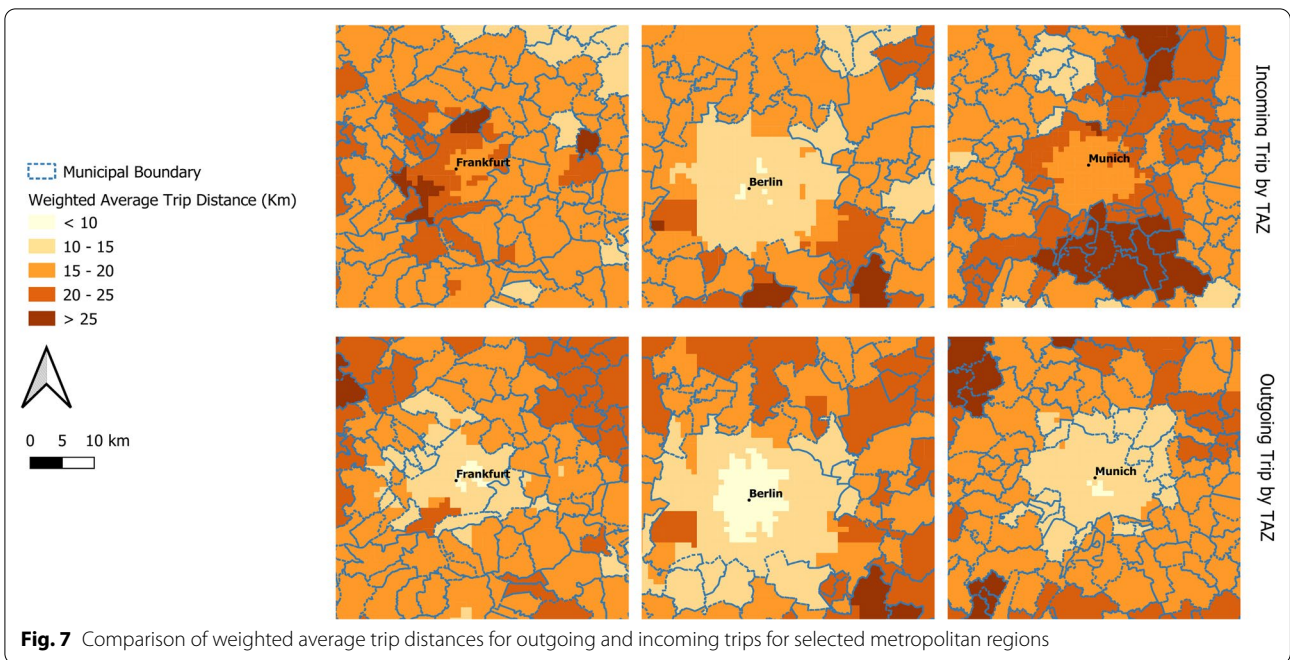 Municipal Boundary
Weighted Average Trip Distance (Km)
< 10
10 - 15
15 - 20
20 - 25
> 25
0 5 10 km
Frankfurt
Berlin
Munich
Incoming Trip by TAZ
Frankfurt
Berlin
Munich
Outgoing Trip by TAZ
Fig. 7 Comparison of weighted average trip distances for outgoing and incoming trips for selected metropolitan regions